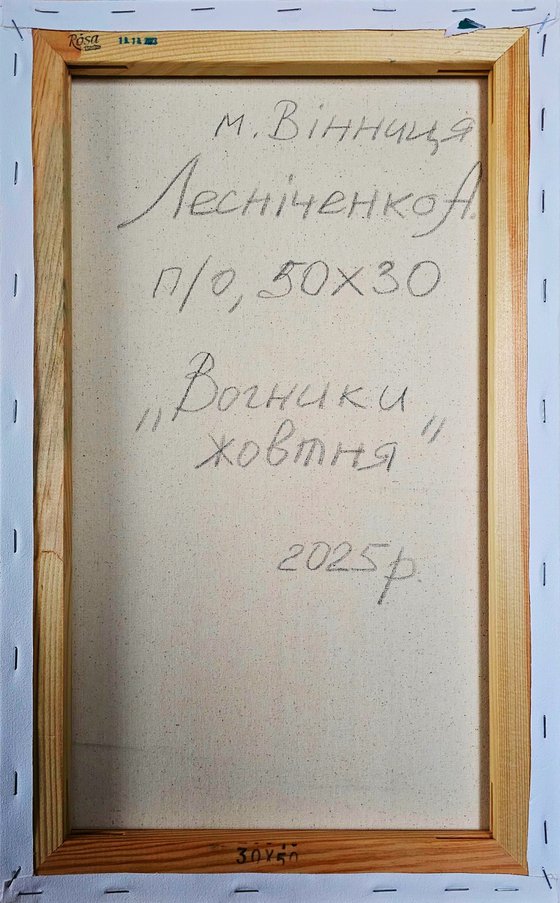 Rosa
м. Вінниця
Лесніченко А.
п/о, 50х30
„Вогники
жовтня"
2025р.
30х50